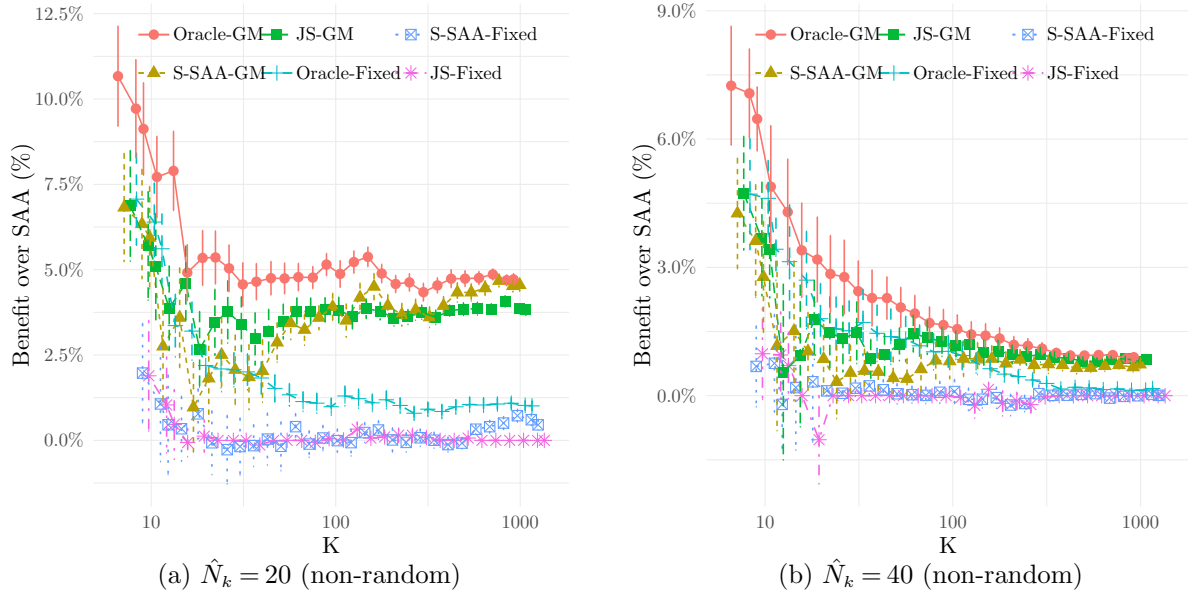 Oracle-GM JS-GM S-SAA-Fixed
S-SAA-GM Oracle-Fixed JS-Fixed
Benefit over SAA (%)
12.5%
10.0%
7.5%
5.0%
2.5%
0.0%
10 100 1000
K
(a) N̂_k = 20 (non-random)
Oracle-GM JS-GM S-SAA-Fixed
S-SAA-GM Oracle-Fixed JS-Fixed
Benefit over SAA (%)
9.0%
6.0%
3.0%
0.0%
10 100 1000
K
(b) N̂_k = 40 (non-random)